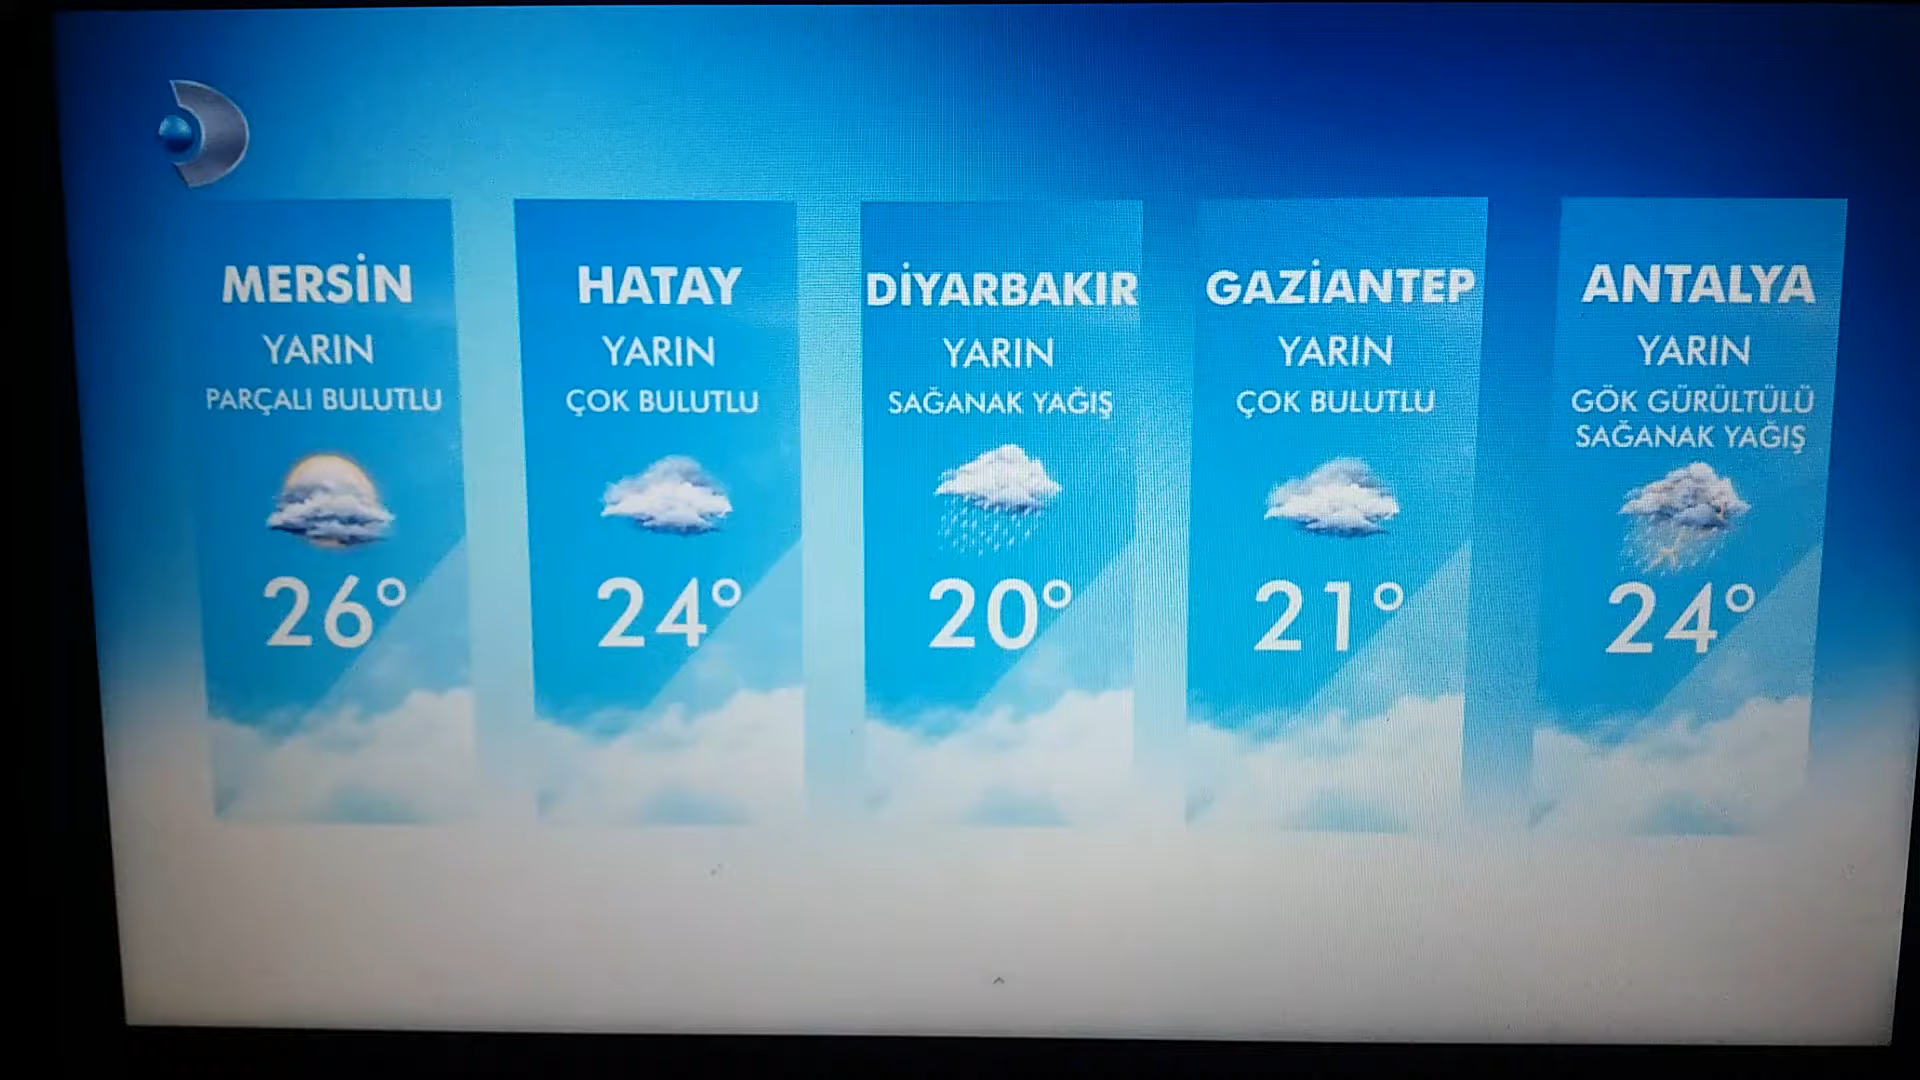 MERSİN
YARIN
PARÇALI BULUTLU
26°
HATAY
YARIN
ÇOK BULUTLU
24°
DİYARBAKIR
YARIN
SAĞANAK YAĞIŞ
20°
GAZİANTEP
YARIN
ÇOK BULUTLU
21°
ANTALYA
YARIN
GÖK GÜRÜLTÜLÜ
SAĞANAK YAĞIŞ
24°